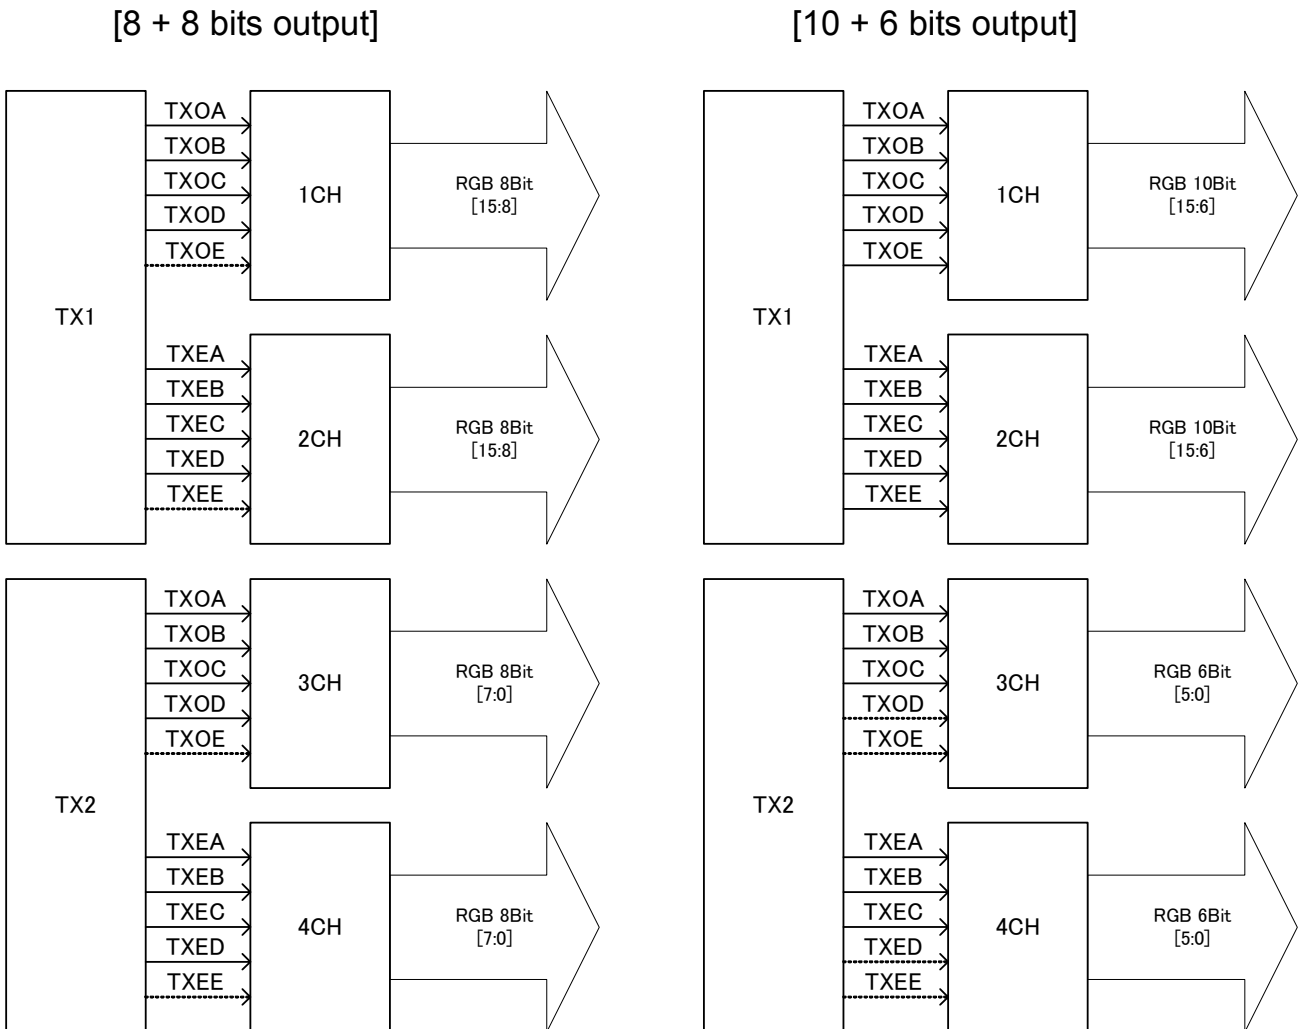 [8 + 8 bits output]
TX1
TXOA
TXOB
TXOC
TXOD
TXOE
1CH
RGB 8Bit
[15:8]
TXEA
TXEB
TXEC
TXED
TXEE
2CH
RGB 8Bit
[15:8]
TX2
TXOA
TXOB
TXOC
TXOD
TXOE
3CH
RGB 8Bit
[7:0]
TXEA
TXEB
TXEC
TXED
TXEE
4CH
RGB 8Bit
[7:0]
[10 + 6 bits output]
TX1
TXOA
TXOB
TXOC
TXOD
TXOE
1CH
RGB 10Bit
[15:6]
TXEA
TXEB
TXEC
TXED
TXEE
2CH
RGB 10Bit
[15:6]
TX2
TXOA
TXOB
TXOC
TXOD
TXOE
3CH
RGB 6Bit
[5:0]
TXEA
TXEB
TXEC
TXED
TXEE
4CH
RGB 6Bit
[5:0]